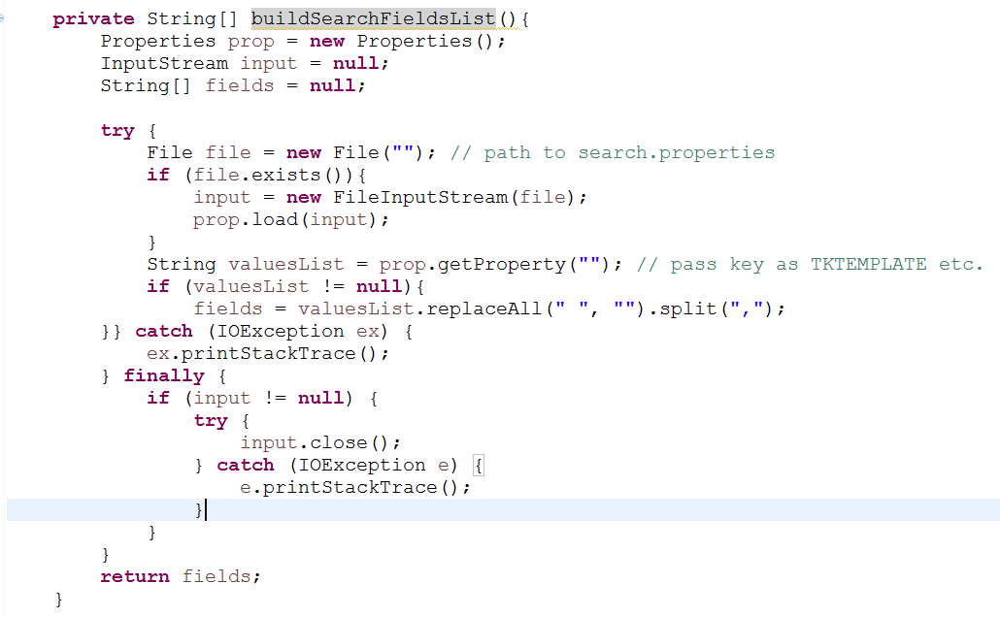 private String[] buildSearchFieldsList(){
Properties prop = new Properties();
InputStream input = null;
String[] fields = null;
try {
File file = new File(""); // path to search.properties
if (file.exists()){
input = new FileInputStream(file);
prop.load(input);
}
String valuesList = prop.getProperty(""); // pass key as TKTEMPLATE etc.
if (valuesList != null){
fields = valuesList.replaceAll(" ", "").split(",");
}} catch (IOException ex) {
ex.printStackTrace();
} finally {
if (input != null) {
try {
input.close();
} catch (IOException e) {
e.printStackTrace();
}
}
}
return fields;
}